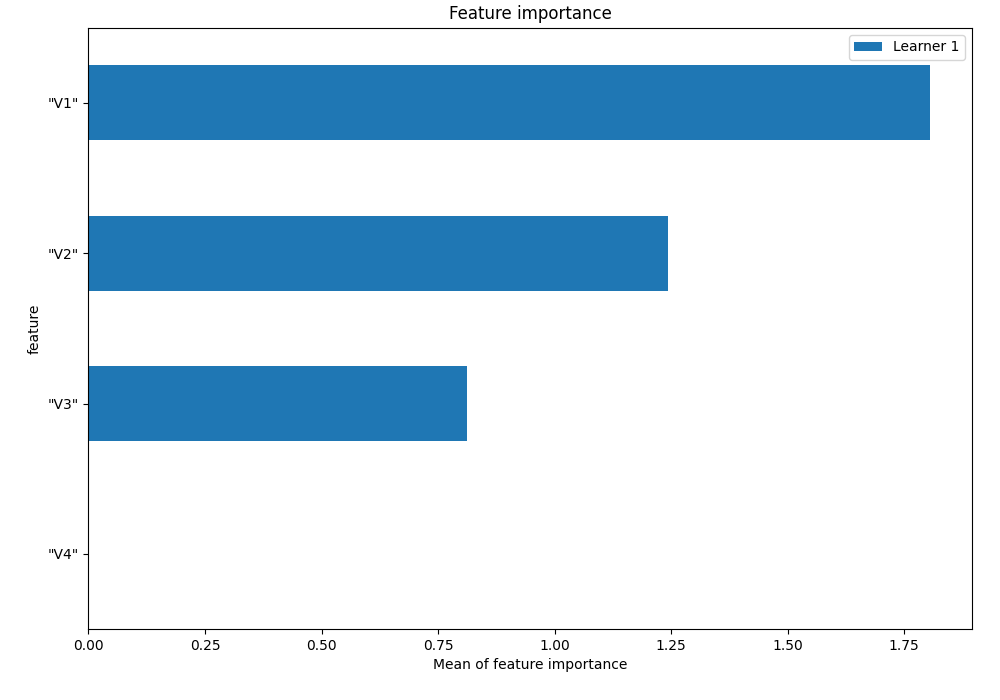 Feature importance
Learner 1
"V1"
"V2"
"V3"
"V4"
feature
0.00 0.25 0.50 0.75 1.00 1.25 1.50 1.75
Mean of feature importance